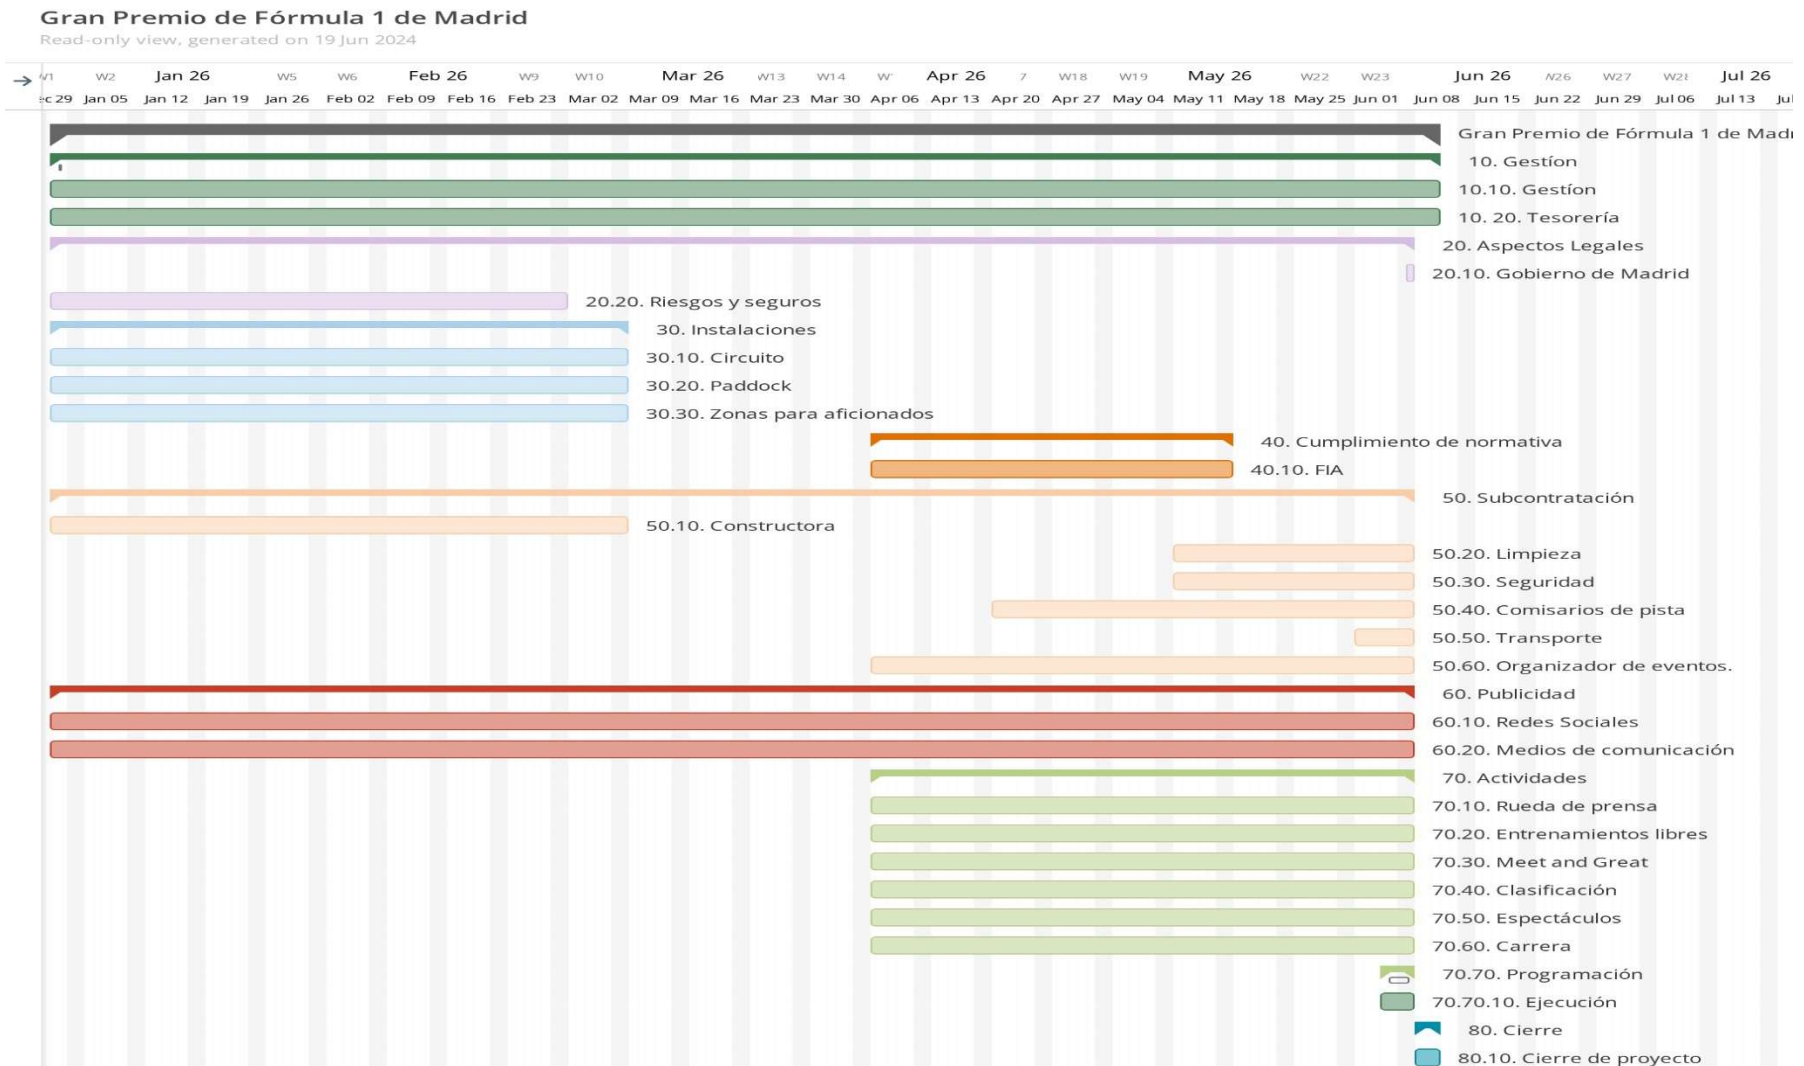 Gran Premio de Fórmula 1 de Madrid
Read-only view, generated on 19 Jun 2024
W2 Jan 26 W5 W6 Feb 26 W9 W10 Mar 26 W13 W14 Apr 26 W18 W19 May 26 W22 W23 Jun 26 W27 Jul 26
Jan 05 Jan 12 Jan 19 Jan 26 Feb 02 Feb 09 Feb 16 Feb 23 Mar 02 Mar 09 Mar 16 Mar 23 Mar 30 Apr 06 Apr 13 Apr 20 Apr 27 May 04 May 11 May 18 May 25 Jun 01 Jun 08 Jun 15 Jun 22 Jun 29 Jul 06 Jul 13
Gran Premio de Fórmula 1 de Mad
10. Gestíon
10.10. Gestíon
10. 20. Tesorería
20. Aspectos Legales
20.10. Gobierno de Madrid
20.20. Riesgos y seguros
30. Instalaciones
30.10. Circuito
30.20. Paddock
30.30. Zonas para aficionados
40. Cumplimiento de normativa
40.10. FIA
50. Subcontratación
50.10. Constructora
50.20. Limpieza
50.30. Seguridad
50.40. Comisarios de pista
50.50. Transporte
50.60. Organizador de eventos.
60. Publicidad
60.10. Redes Sociales
60.20. Medios de comunicación
70. Actividades
70.10. Rueda de prensa
70.20. Entrenamientos libres
70.30. Meet and Great
70.40. Clasificación
70.50. Espectáculos
70.60. Carrera
70.70. Programación
70.70.10. Ejecución
80. Cierre
80.10. Cierre de proyecto